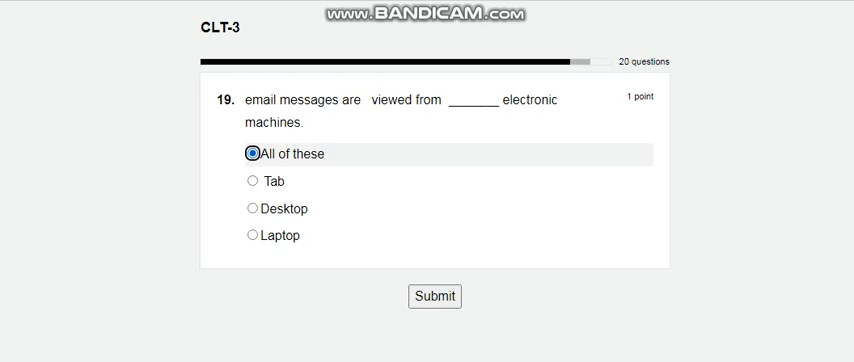 www.BANDICAM.com
CLT-3
20 questions
19. email messages are viewed from _______ electronic
1 point
machines.
All of these
Tab
Desktop
Laptop
Submit